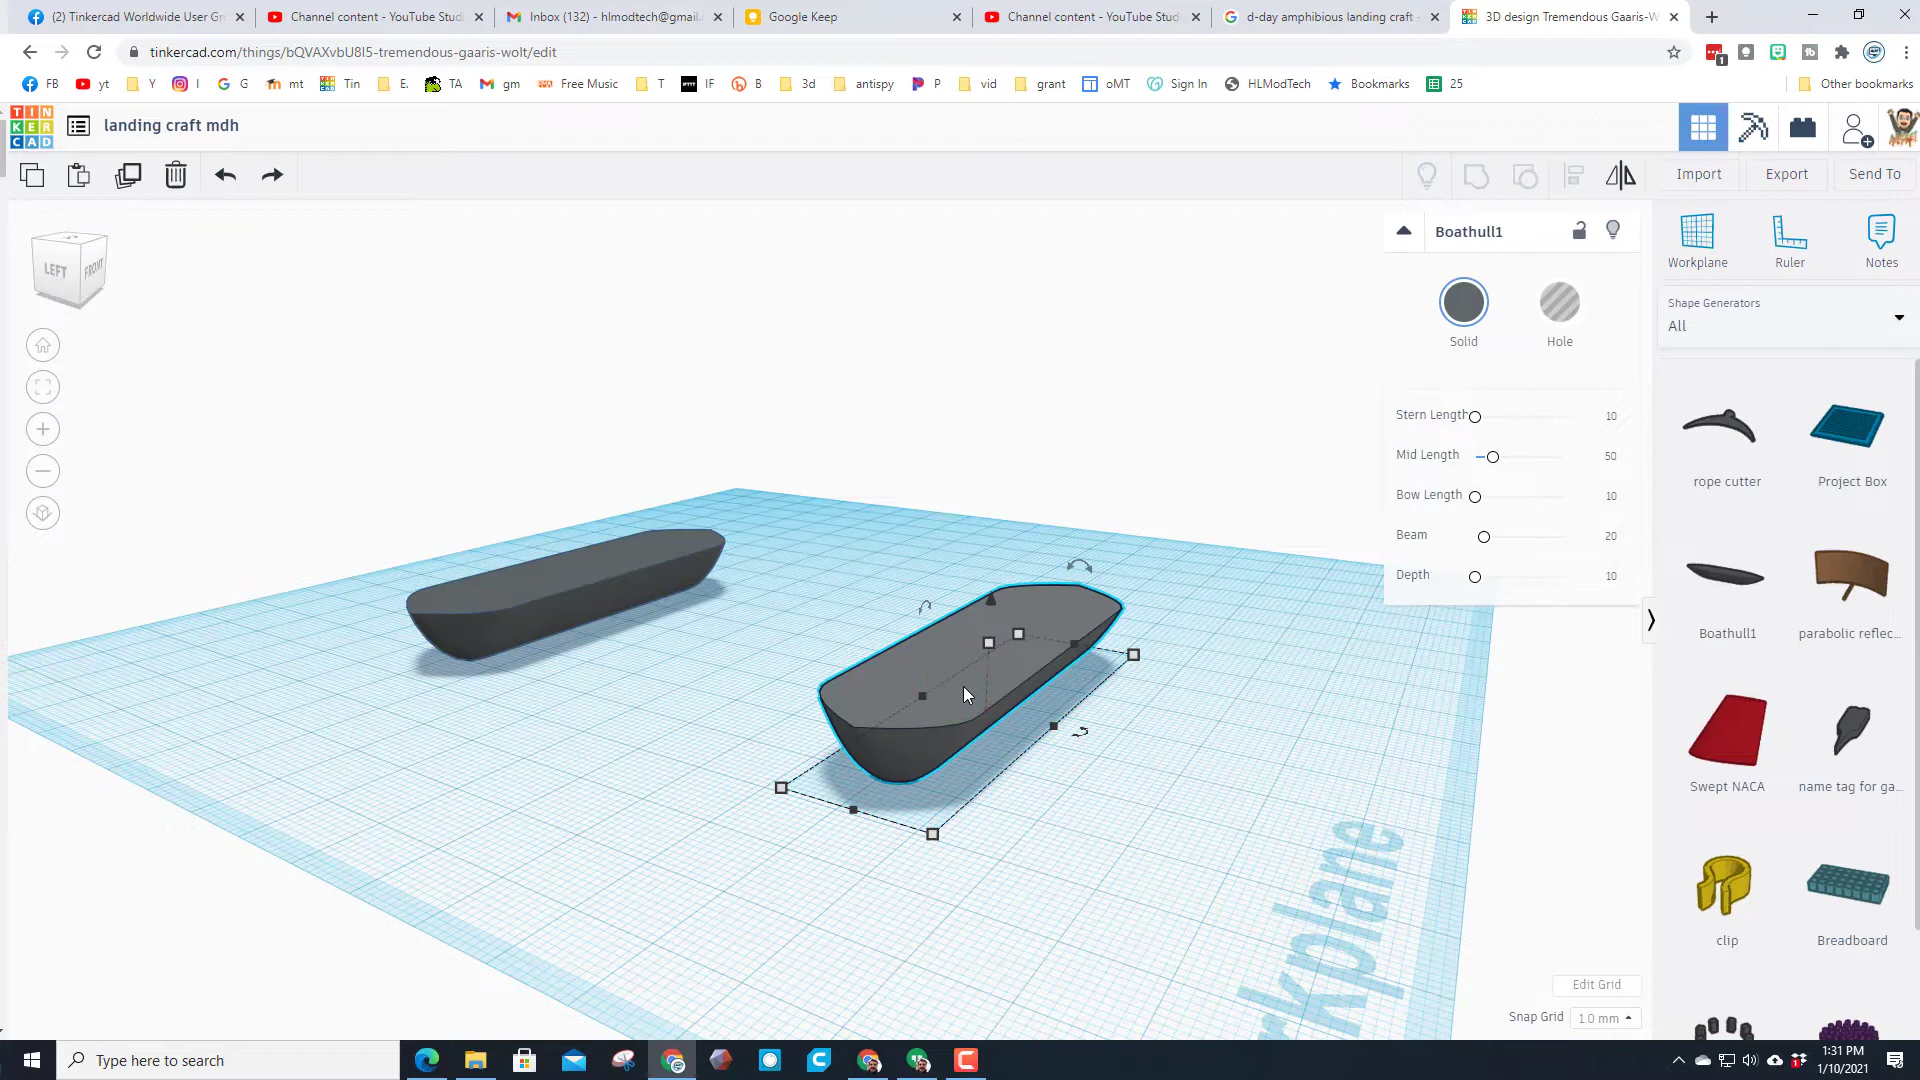 (2) Tinkercad Worldwide User Gr
Channel content - YouTube Studi
Inbox (132) - hlmodtech@gmail.
Google Keep
Channel content - YouTube Studi
d-day amphibious landing craft -
3D design Tremendous Gaaris-W
tinkercad.com/things/bQVAXvbU8I5-tremendous-gaaris-wolt/edit
1
FB
yt
Y
I
G
mt
Tin
E.
TA
gm
Free Music
T
IF
B
3d
antispy
P
vid
grant
oMT
Sign In
HLModTech
Bookmarks
25
Other bookmarks
TIN
KER
CAD
landing craft mdh
Import
Export
Send To
LEFT
FRONT
Boathull1
Solid
Hole
Stern Length
10
Mid Length
50
Bow Length
10
Beam
20
Depth
10
Workplane
Ruler
Notes
Shape Generators
All
rope cutter
Project Box
Boathull1
parabolic reflec...
Swept NACA
name tag for ga...
clip
Breadboard
rkplane
Edit Grid
Snap Grid
1.0 mm
Type here to search
1:31 PM
1/10/2021